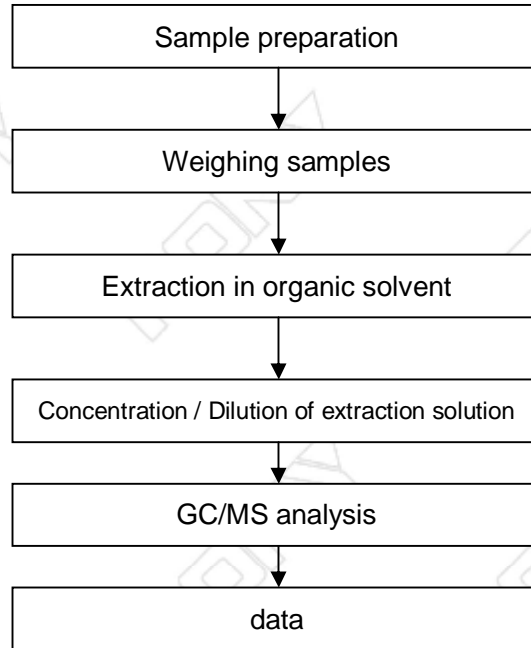 Sample preparation
Weighing samples
Extraction in organic solvent
Concentration / Dilution of extraction solution
GC/MS analysis
data